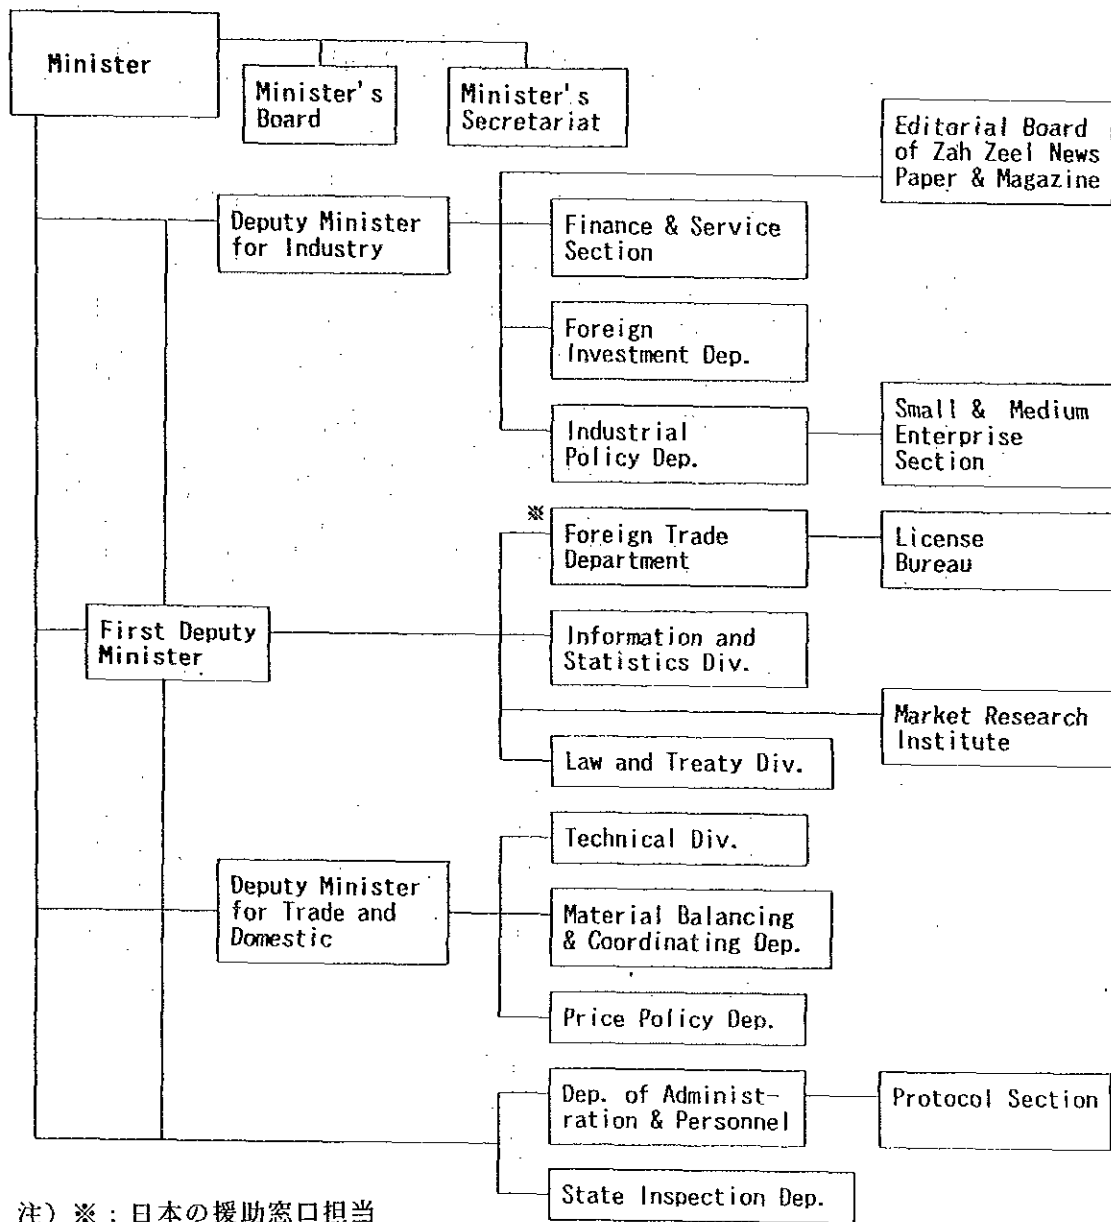 Minister
Minister's
Board
Minister's
Secretariat
Editorial Board
of Zah Zeel News
Paper & Magazine
Deputy Minister
for Industry
Finance & Service
Section
Foreign
Investment Dep.
Industrial
Policy Dep.
Small & Medium
Enterprise
Section
※
Foreign Trade
Department
License
Bureau
First Deputy
Minister
Information and
Statistics Div.
Market Research
Institute
Law and Treaty Div.
Technical Div.
Deputy Minister
for Trade and
Domestic
Material Balancing
& Coordinating Dep.
Price Policy Dep.
Dep. of Administ-
ration & Personnel
Protocol Section
State Inspection Dep.
注）※：日本の援助窓口担当